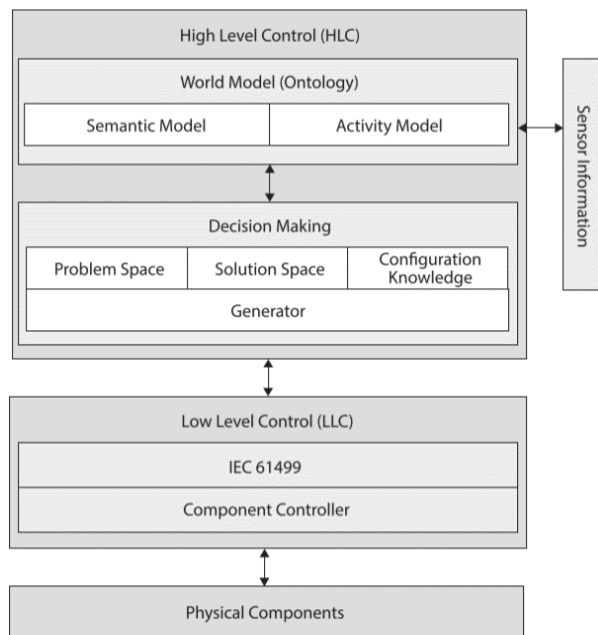 High Level Control (HLC)
World Model (Ontology)
Semantic Model
Activity Model
Sensor Information
Decision Making
Problem Space
Solution Space
Configuration
Knowledge
Generator
Low Level Control (LLC)
IEC 61499
Component Controller
Physical Components